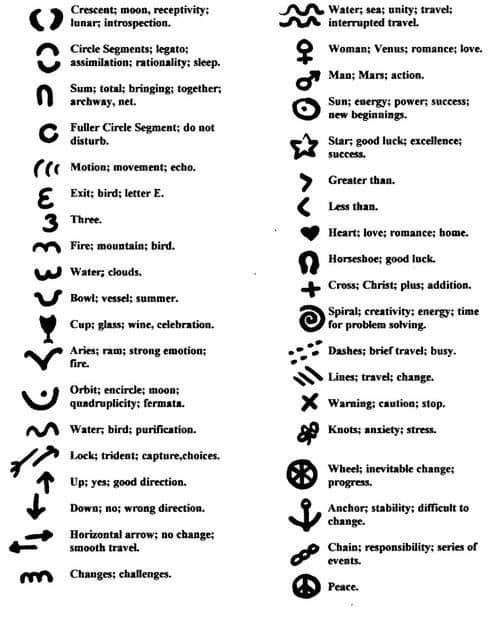 Crescent; moon, receptivity;
lunar; introspection.
Circle Segments; legato;
assimilation; rationality; sleep.
Sum; total; bringing; together;
archway, net.
Fuller Circle Segment; do not
disturb.
Motion; movement; echo.
Exit; bird; letter E.
Three.
Fire; mountain; bird.
Water; clouds.
Bowl; vessel; summer.
Cup; glass; wine, celebration.
Aries; ram; strong emotion;
fire.
Orbit; encircle; moon;
quadruplicity; fermata.
Water; bird; purification.
Lock; trident; capture,choices.
Up; yes; good direction.
Down; no; wrong direction.
Horizontal arrow; no change;
smooth travel.
Changes; challenges.
Water; sea; unity; travel;
interrupted travel.
Woman; Venus; romance; love.
Man; Mars; action.
Sun; energy; power; success;
new beginnings.
Star; good luck; excellence;
success.
Greater than.
Less than.
Heart; love; romance; home.
Horseshoe; good luck.
Cross; Christ; plus; addition.
Spiral; creativity; energy; time
for problem solving.
Dashes; brief travel; busy.
Lines; travel; change.
Warning; caution; stop.
Knots; anxiety; stress.
Wheel; inevitable change;
progress.
Anchor; stability; difficult to
change.
Chain; responsibility; series of
events.
Peace.